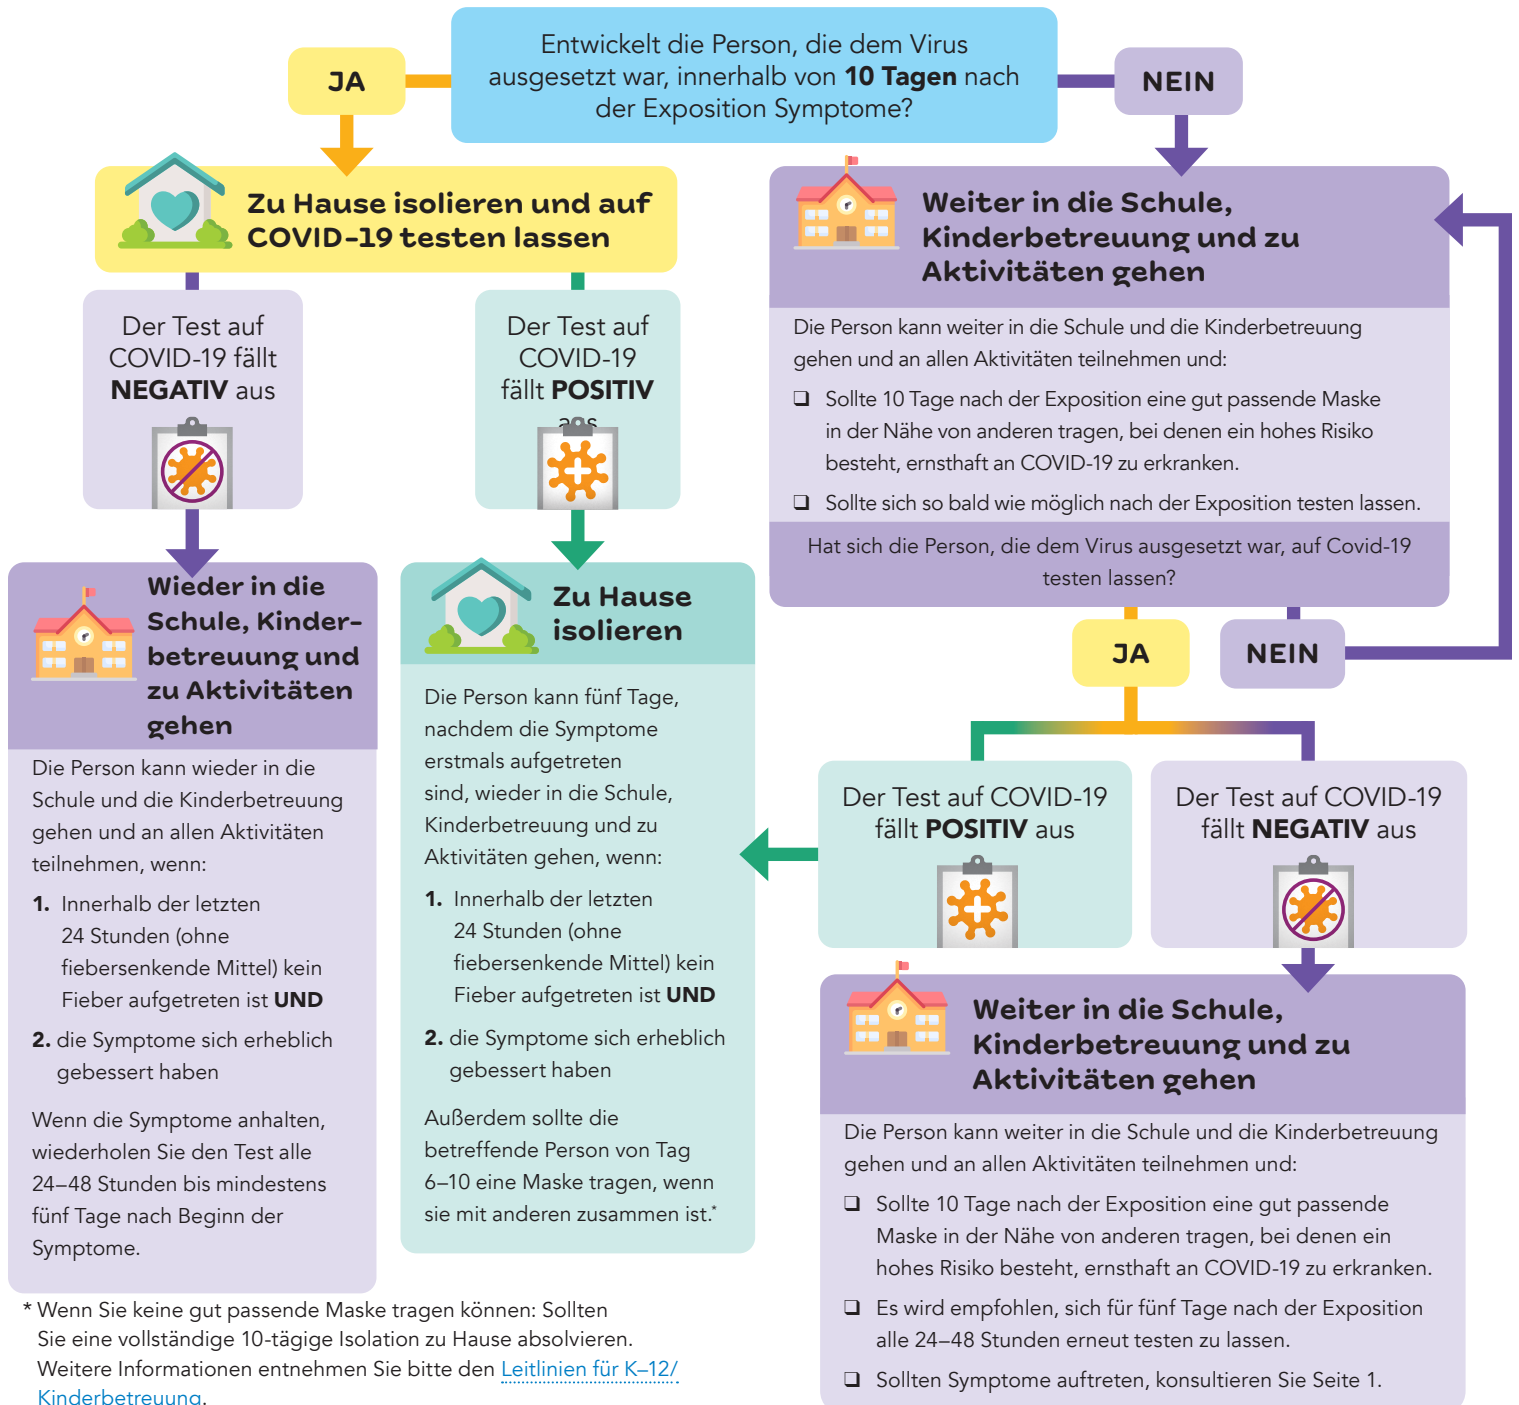 Entwickelt die Person, die dem Virus
ausgesetzt war, innerhalb von 10 Tagen nach
der Exposition Symptome?
JA
NEIN
Zu Hause isolieren und auf
COVID-19 testen lassen
Der Test auf
COVID-19 fällt
NEGATIV aus
Der Test auf
COVID-19
fällt POSITIV
aus
Wieder in die
Schule, Kinder-
betreuung und
zu Aktivitäten
gehen
Die Person kann wieder in die
Schule und die Kinderbetreuung
gehen und an allen Aktivitäten
teilnehmen, wenn:
1. Innerhalb der letzten
24 Stunden (ohne
fiebersenkende Mittel) kein
Fieber aufgetreten ist UND
2. die Symptome sich erheblich
gebessert haben
Wenn die Symptome anhalten,
wiederholen Sie den Test alle
24–48 Stunden bis mindestens
fünf Tage nach Beginn der
Symptome.
Zu Hause
isolieren
Die Person kann fünf Tage,
nachdem die Symptome
erstmals aufgetreten
sind, wieder in die Schule,
Kinderbetreuung und zu
Aktivitäten gehen, wenn:
1. Innerhalb der letzten
24 Stunden (ohne
fiebersenkende Mittel) kein
Fieber aufgetreten ist UND
2. die Symptome sich erheblich
gebessert haben
Außerdem sollte die
betreffende Person von Tag
6–10 eine Maske tragen, wenn
sie mit anderen zusammen ist.*
Weiter in die Schule,
Kinderbetreuung und zu
Aktivitäten gehen
Die Person kann weiter in die Schule und die Kinderbetreuung
gehen und an allen Aktivitäten teilnehmen und:
❑ Sollte 10 Tage nach der Exposition eine gut passende Maske
in der Nähe von anderen tragen, bei denen ein hohes Risiko
besteht, ernsthaft an COVID-19 zu erkranken.
❑ Sollte sich so bald wie möglich nach der Exposition testen lassen.
Hat sich die Person, die dem Virus ausgesetzt war, auf Covid-19
testen lassen?
JA
NEIN
Der Test auf COVID-19
fällt POSITIV aus
Der Test auf COVID-19
fällt NEGATIV aus
Weiter in die Schule,
Kinderbetreuung und zu
Aktivitäten gehen
Die Person kann weiter in die Schule und die Kinderbetreuung
gehen und an allen Aktivitäten teilnehmen und:
❑ Sollte 10 Tage nach der Exposition eine gut passende
Maske in der Nähe von anderen tragen, bei denen ein
hohes Risiko besteht, ernsthaft an COVID-19 zu erkranken.
❑ Es wird empfohlen, sich für fünf Tage nach der Exposition
alle 24–48 Stunden erneut testen zu lassen.
❑ Sollten Symptome auftreten, konsultieren Sie Seite 1.
* Wenn Sie keine gut passende Maske tragen können: Sollten
Sie eine vollständige 10-tägige Isolation zu Hause absolvieren.
Weitere Informationen entnehmen Sie bitte den Leitlinien für K–12/
Kinderbetreuung.